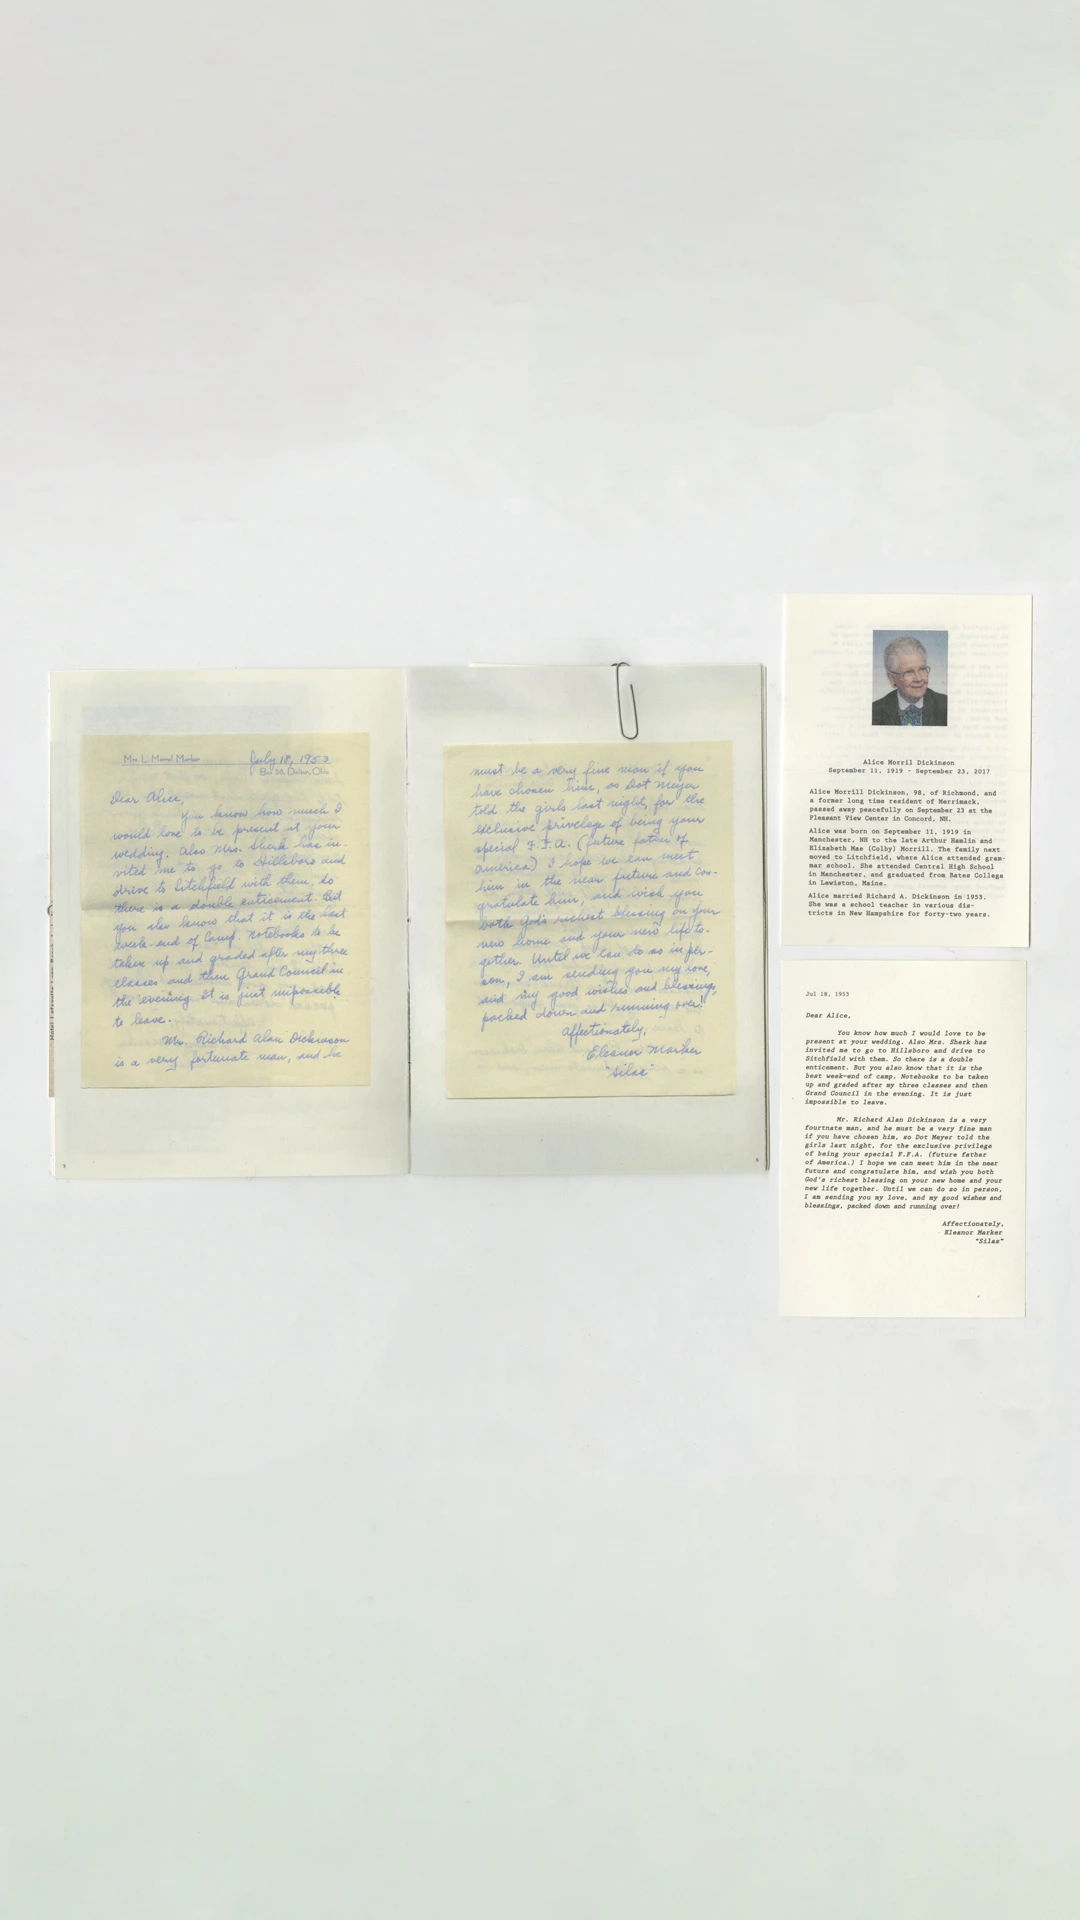 Mrs. L. Merrel Marker
July 18, 1953
Box 58, Dalton, Ohio
Dear Alice,
You know how much I
would love to be present at your
wedding. Also Mrs. Sherk has in-
vited me to go to Hillsboro and
drive to Litchfield with them, so
there is a double enticement. But
you also know that it is the last
week-end of Camp. Notebooks to be
taken up and graded after my three
classes and then Grand Council in
the evening. It is just impossible
to leave.
Mr. Richard Alan Dickinson
is a very fortunate man, and he
must be a very fine man if you
have chosen him, so Dot Meyer
told the girls last night, for the
exclusive privelege of being your
special F.F.A. (future father of
America) I hope we can meet
him in the near future and con-
gratulate him, and wish you
both God's richest blessing on your
new home and your new life to-
gether. Until we can do so in per-
son, I am sending you my love,
and my good wishes and blessings,
packed down and running over!
Affectionately,
Eleanor Marker
"Silas"
Alice Morril Dickinson
September 11, 1919 - September 23, 2017
Alice Morrill Dickinson, 98, of Richmond, and
a former long time resident of Merrimack,
passed away peacefully on September 23 at the
Pleasant View Center in Concord, NH.
Alice was born on September 11, 1919 in
Manchester, NH to the late Arthur Hamlin and
Elizabeth Mae (Colby) Morrill. The family next
moved to Litchfield, where Alice attended gram-
mar school. She attended Central High School
in Manchester, and graduated from Bates College
in Lewiston, Maine.
Alice married Richard A. Dickinson in 1953.
She was a school teacher in various dis-
tricts in New Hampshire for forty-two years.
Jul 18, 1953
Dear Alice,
You know how much I would love to be
present at your wedding. Also Mrs. Sherk has
invited me to go to Hillsboro and drive to
Sitchfield with them. So there is a double
enticement. But you also know that it is the
best week-end of camp. Notebooks to be taken
up and graded after my three classes and then
Grand Council in the evening. It is just
impossible to leave.
Mr. Richard Alan Dickinson is a very
fourtnate man, and he must be a very fine man
if you have chosen him, so Dot Meyer told the
girls last night, for the exclusive privilege
of being your special F.F.A. (future father
of America.) I hope we can meet him in the near
future and congratulate him, and wish you both
God's richest blessing on your new home and your
new life together. Until we can do so in person,
I am sending you my love, and my good wishes and
blessings, packed down and running over!
Affectionately,
Eleanor Marker
"Silas"